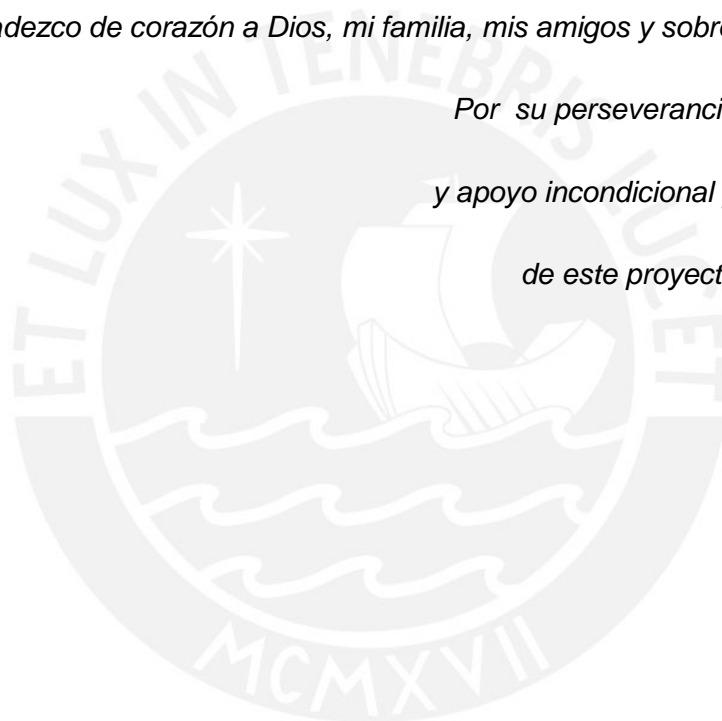 adezco de corazón a Dios, mi familia, mis amigos y sobre
Por su perseveranci
y apoyo incondicional
de este proyect
ET LUX IN TENEBRIS LUCET
MCMXVII